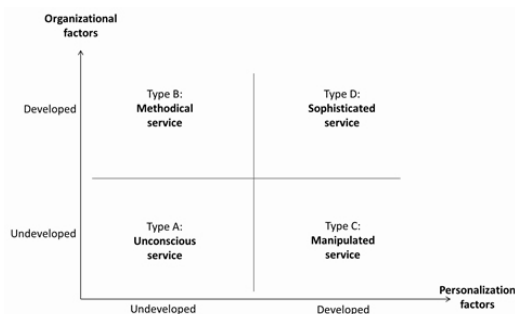 Organizational
factors
Developed
Type B:
Methodical
service
Type D:
Sophisticated
service
Undeveloped
Type A:
Unconscious
service
Type C:
Manipulated
service
Personalization
factors
Undeveloped
Developed